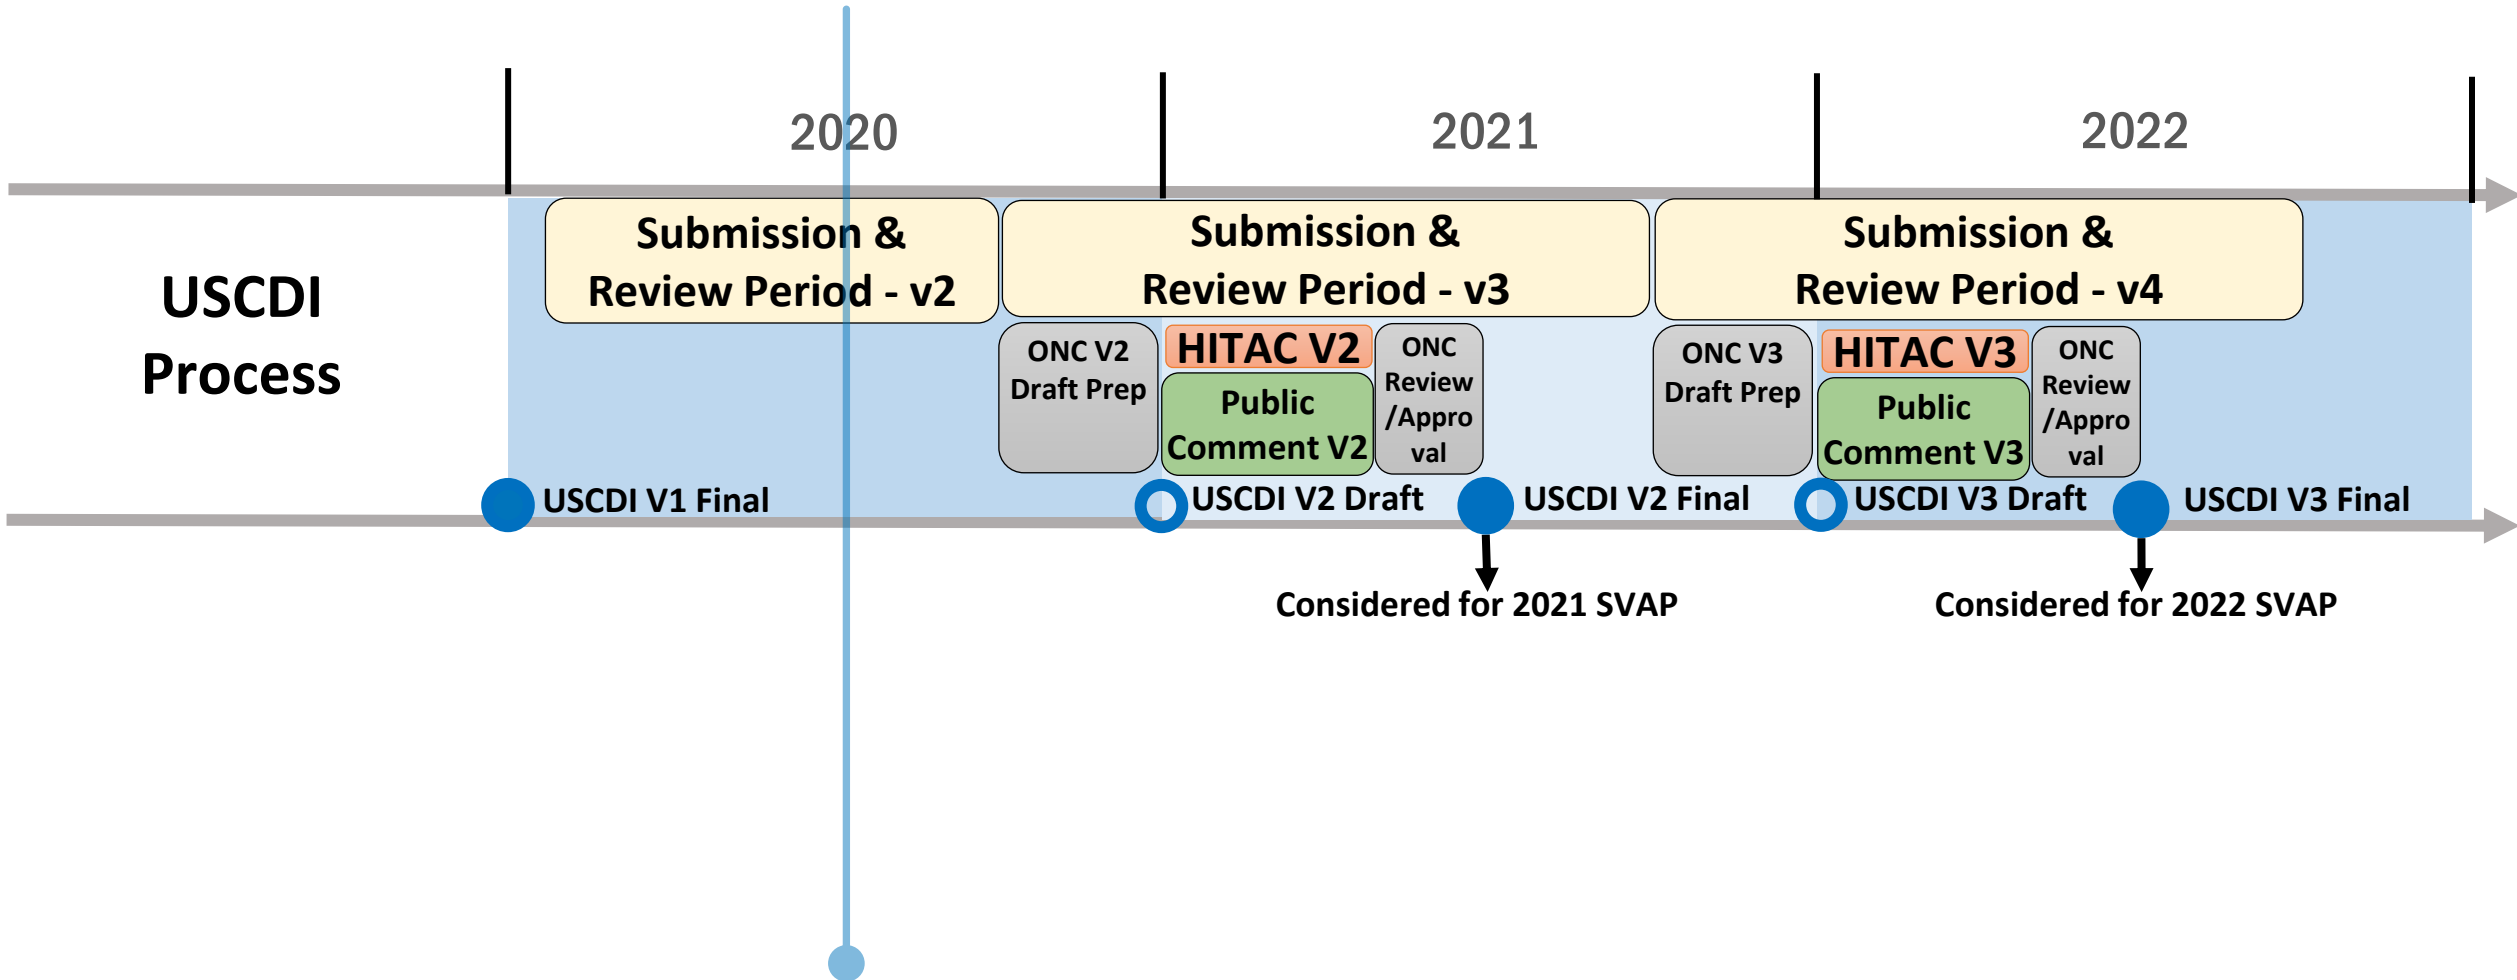 2020
2021
2022
USCDI
Process
Submission &
Review Period - v2
Submission &
Review Period - v3
Submission &
Review Period - v4
ONC V2
Draft Prep
HITAC V2
Public
Comment V2
ONC
Review
/Appro
val
ONC V3
Draft Prep
HITAC V3
Public
Comment V3
ONC
Review
/Appro
val
USCDI V1 Final
USCDI V2 Draft
USCDI V2 Final
USCDI V3 Draft
USCDI V3 Final
Considered for 2021 SVAP
Considered for 2022 SVAP